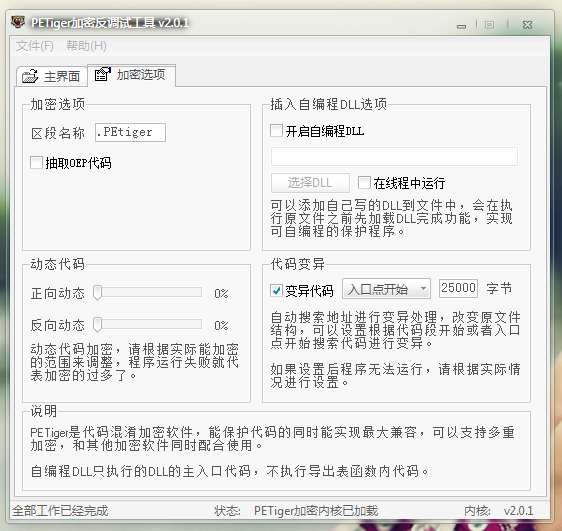 PETiger加密反调试工具 v2.0.1
文件(F) 帮助(H)
主界面 加密选项
加密选项
区段名称 .PEtiger
抽取OEP代码
插入自编程DLL选项
开启自编程DLL
选择DLL 在线程中运行
可以添加自己写的DLL到文件中，会在执
行原文件之前先加载DLL完成功能，实现
可自编程的保护程序。
动态代码
正向动态 0%
反向动态 0%
动态代码加密，请根据实际能加密
的范围来调整，程序运行失败就代
表加密的过多了。
代码变异
变异代码 入口点开始 25000 字节
自动搜索地址进行变异处理，改变原文件
结构，可以设置根据代码段开始或者入口
点开始搜索代码进行变异。
如果设置后程序无法运行，请根据实际情
况进行设置。
说明
PETiger是代码混淆加密软件，能保护代码的同时能实现最大兼容，可以支持多重
加密，和其他加密软件同时配合使用。
自编程DLL只执行的DLL的主入口代码，不执行导出表函数内代码。
全部工作已经完成 状态: PETiger加密内核已加载 内核: v2.0.1